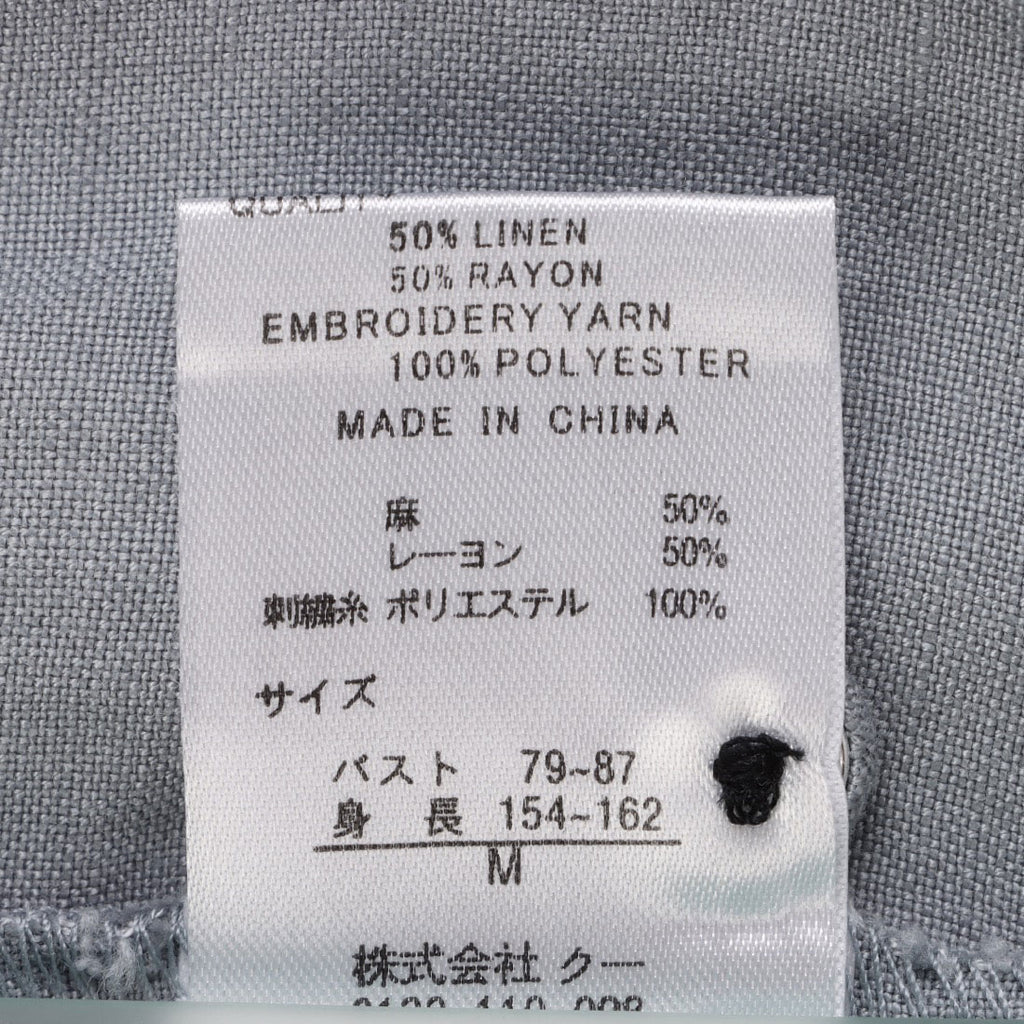 QUALITY
50% LINEN
50% RAYON
EMBROIDERY YARN
100% POLYESTER
MADE IN CHINA
麻 50%
レーヨン 50%
刺繍糸 ポリエステル 100%
サイズ
バスト 79~87
身 長 154~162
M
株式会社 クー